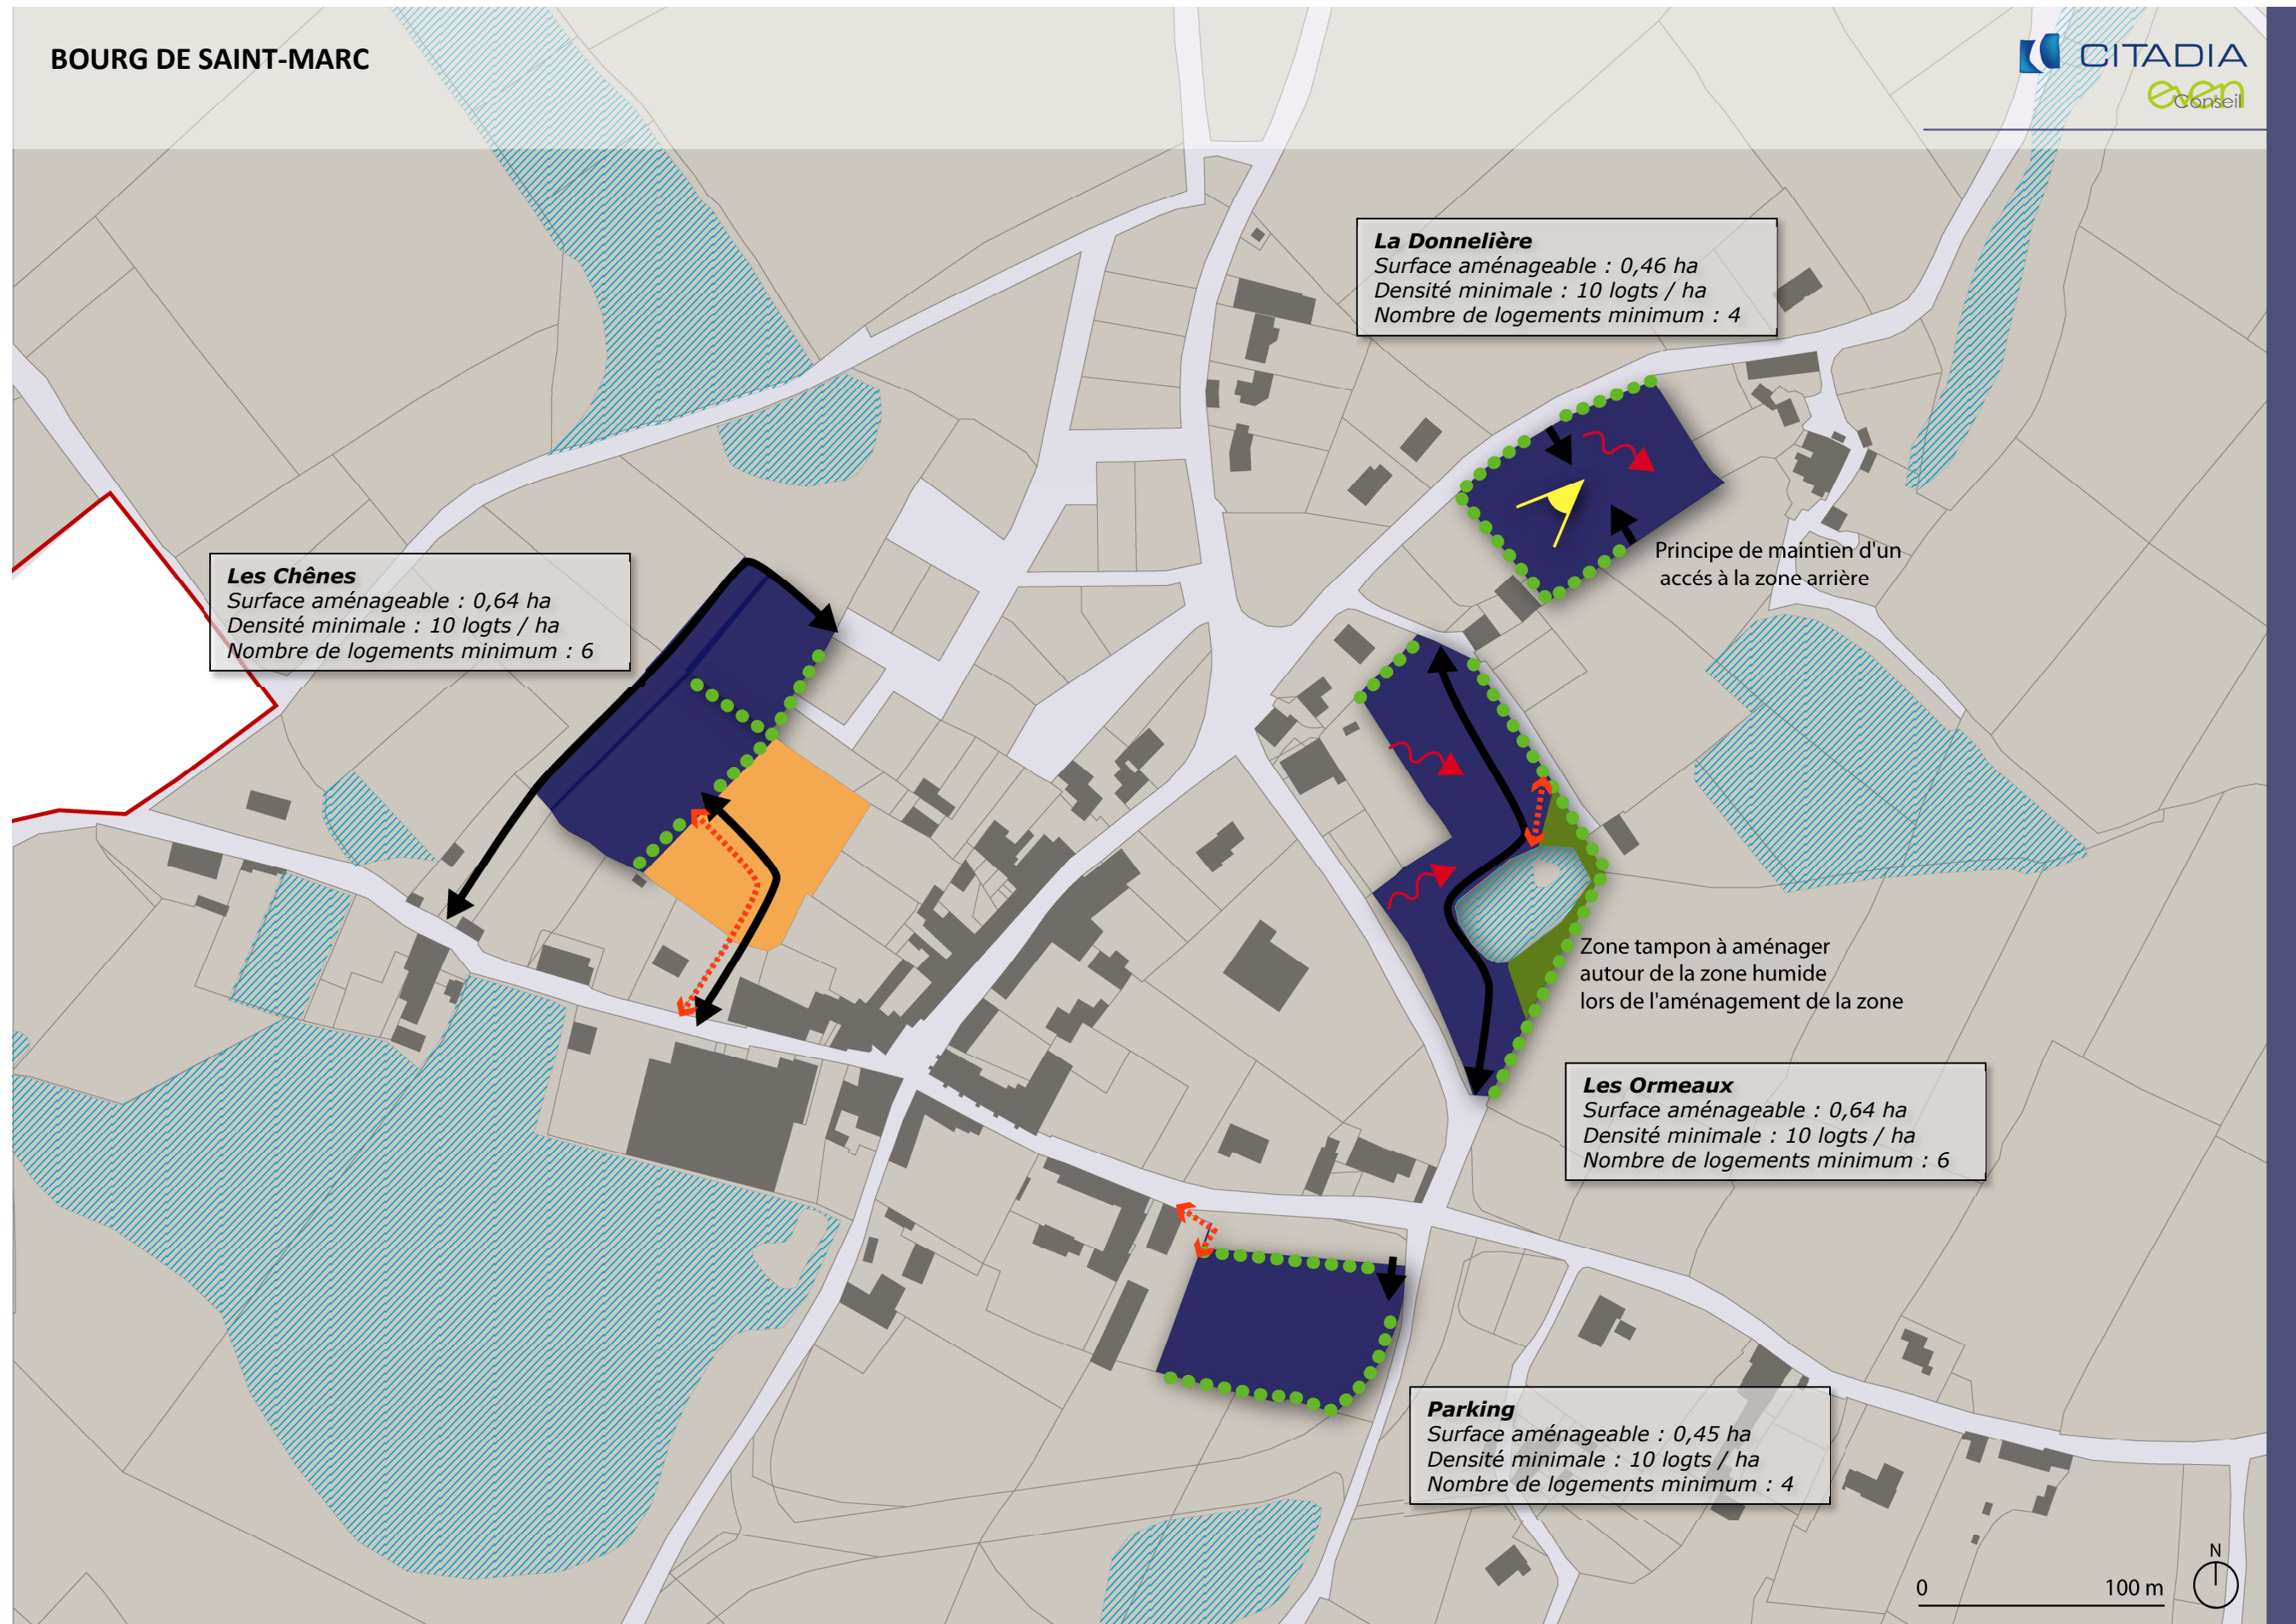 BOURG DE SAINT-MARC
CITADIA
even
Conseil
La Donnelière
Surface aménageable : 0,46 ha
Densité minimale : 10 logts / ha
Nombre de logements minimum : 4
Les Chênes
Surface aménageable : 0,64 ha
Densité minimale : 10 logts / ha
Nombre de logements minimum : 6
Principe de maintien d'un
accés à la zone arrière
Zone tampon à aménager
autour de la zone humide
lors de l'aménagement de la zone
Les Ormeaux
Surface aménageable : 0,64 ha
Densité minimale : 10 logts / ha
Nombre de logements minimum : 6
Parking
Surface aménageable : 0,45 ha
Densité minimale : 10 logts / ha
Nombre de logements minimum : 4
N
0 100 m